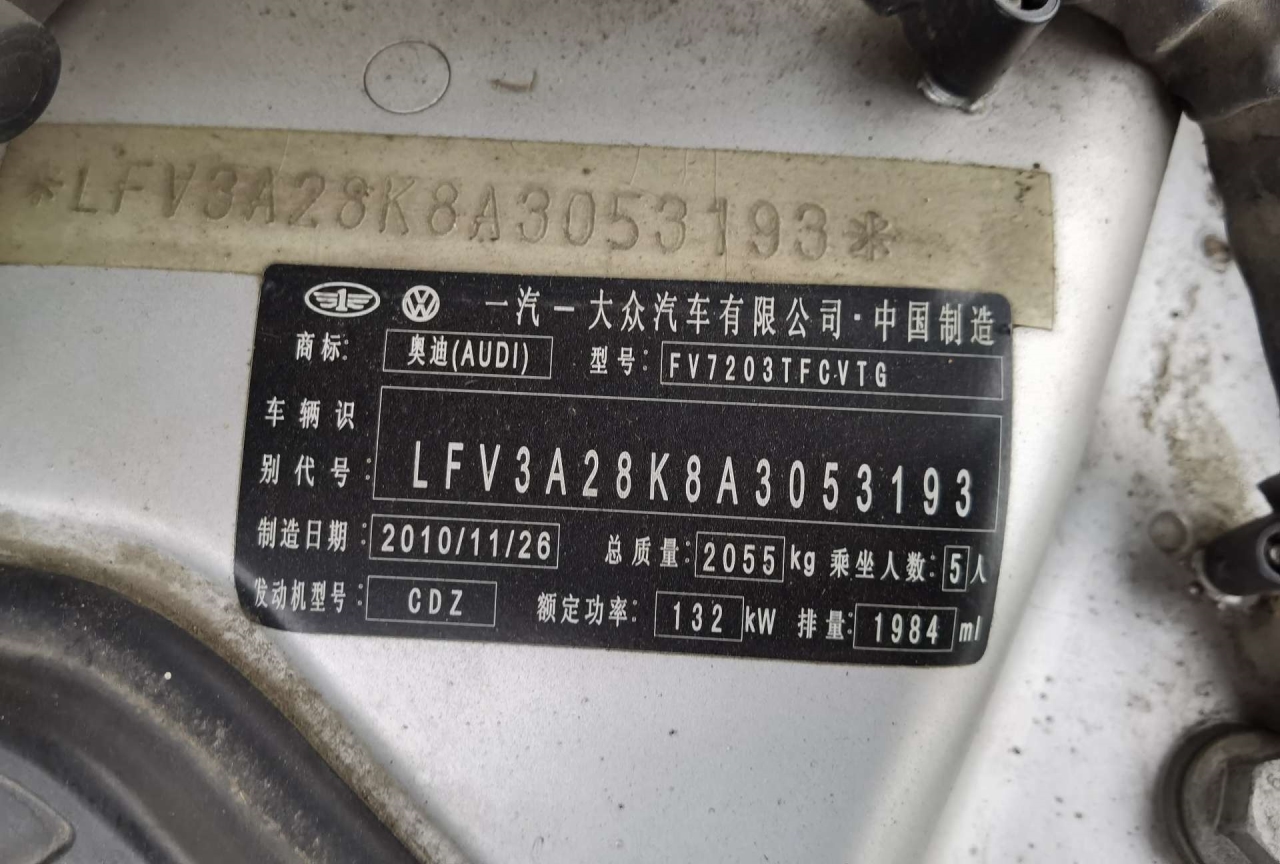 *LFV3A28K8A3053193*
一汽一大众汽车有限公司·中国制造
商标: 奥迪(AUDI) 型号: FV7203TFCVTG
车辆识
别代号: LFV3A28K8A3053193
制造日期: 2010/11/26 总质量: 2055 kg 乘坐人数: 5 人
发动机型号: CDZ 额定功率: 132 kW 排量: 1984 ml